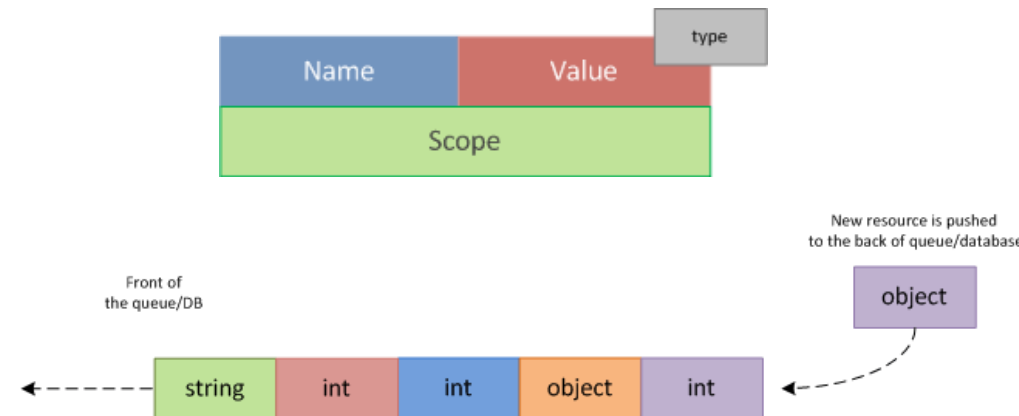 type
Name
Value
Scope
New resource is pushed
to the back of queue/database
Front of
the queue/DB
object
string
int
int
object
int